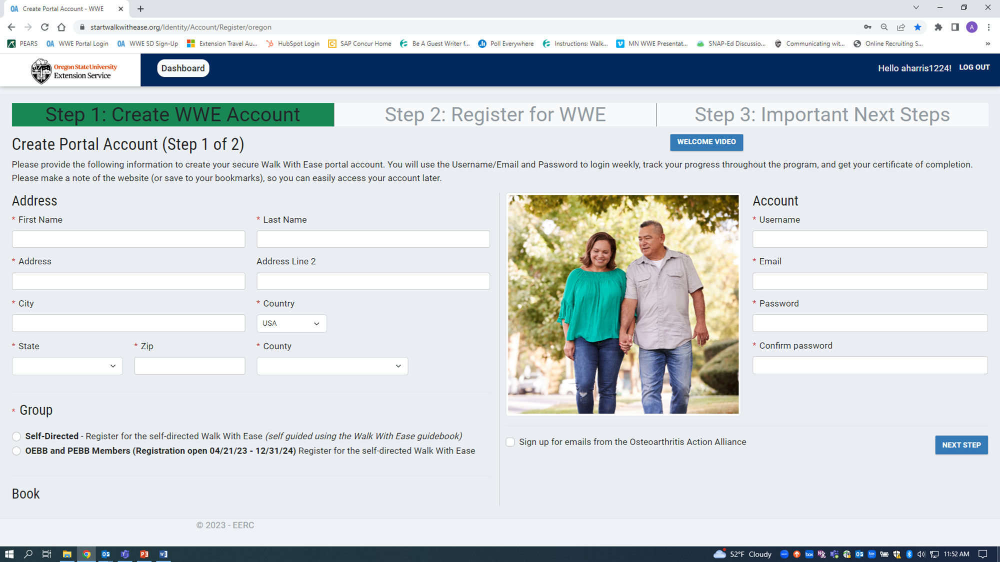 Create Portal Account - WWE
startwalkwithease.org/Identity/Account/Register/oregon
PEARS
WWE Portal Login
WWE SD Sign-Up
Extension Travel Au...
HubSpot Login
SAP Concur Home
Be A Guest Writer f...
Poll Everywhere
Instructions: Walk...
MN WWE Presentat...
SNAP-Ed Discussio...
Communicating wit...
Online Recruiting S...
Oregon State University
Extension Service
Dashboard
Hello aharris1224!
LOG OUT
Step 1: Create WWE Account
Step 2: Register for WWE
Step 3: Important Next Steps
Create Portal Account (Step 1 of 2)
WELCOME VIDEO
Please provide the following information to create your secure Walk With Ease portal account. You will use the Username/Email and Password to login weekly, track your progress throughout the program, and get your certificate of completion.
Please make a note of the website (or save to your bookmarks), so you can easily access your account later.
Address
* First Name
* Last Name
* Address
Address Line 2
* City
* Country
USA
* State
* Zip
* County
* Group
Self-Directed - Register for the self-directed Walk With Ease (self guided using the Walk With Ease guidebook)
OEBB and PEBB Members (Registration open 04/21/23 - 12/31/24) Register for the self-directed Walk With Ease
Book
Account
* Username
* Email
* Password
* Confirm password
Sign up for emails from the Osteoarthritis Action Alliance
NEXT STEP
© 2023 - EERC
52°F Cloudy
11:52 AM